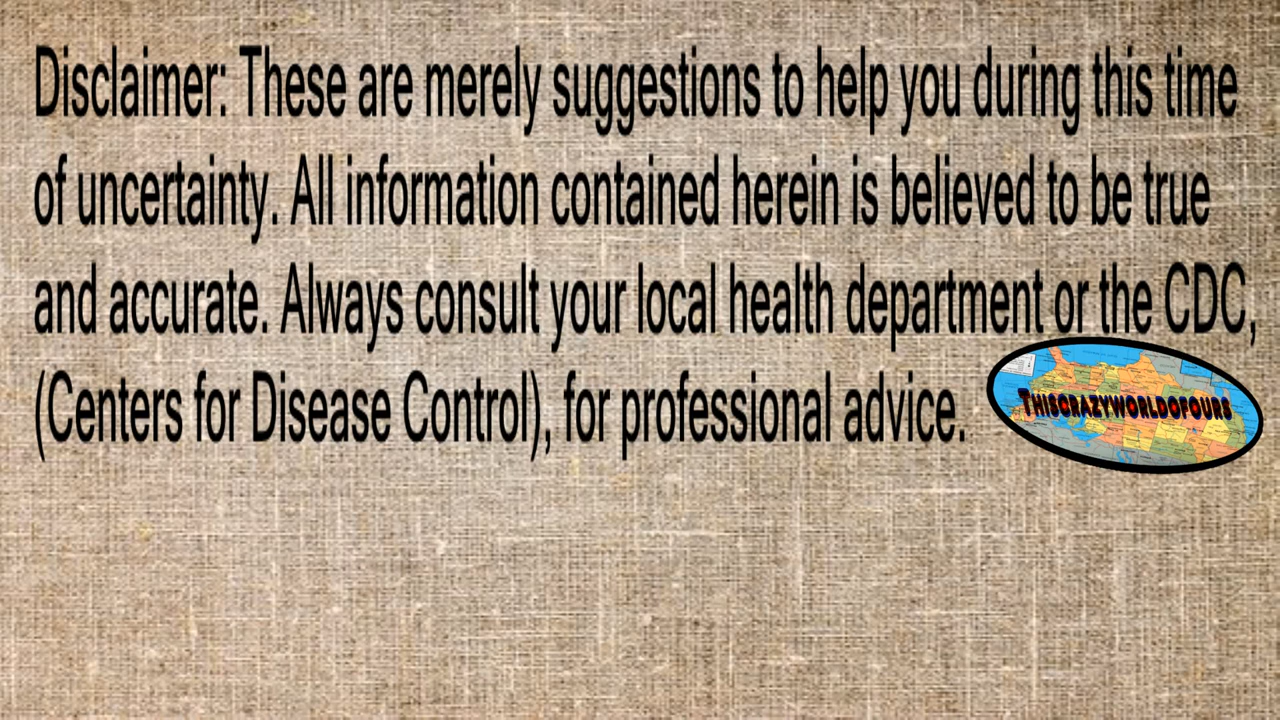 Disclaimer: These are merely suggestions to help you during this time
of uncertainty. All information contained herein is believed to be true
and accurate. Always consult your local health department or the CDC,
(Centers for Disease Control), for professional advice.
THISCRAZYWORLDOFOURS